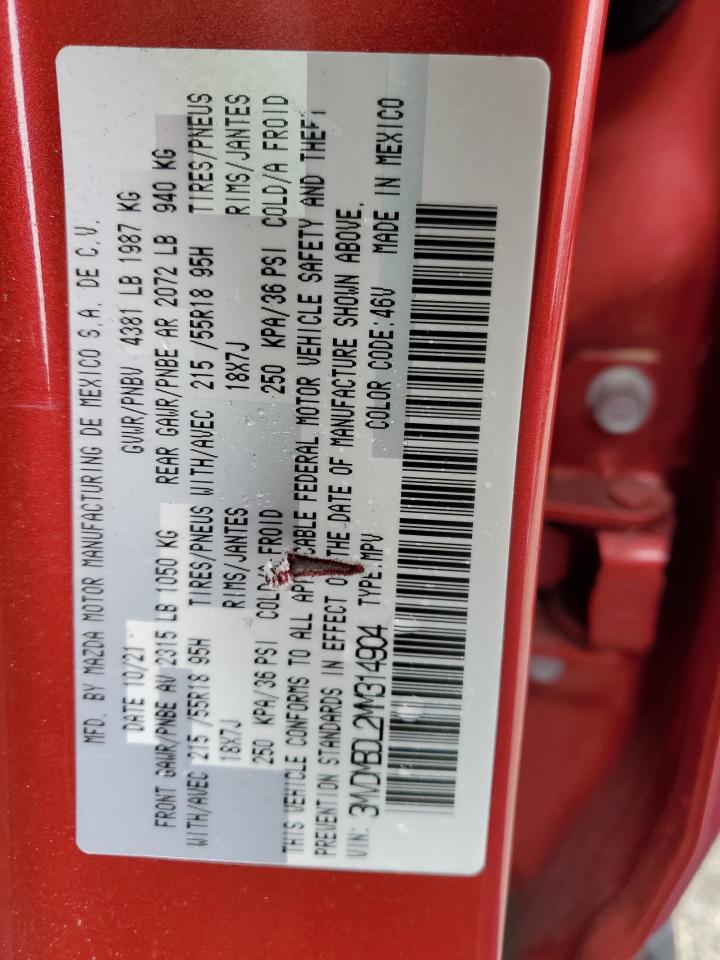 MFD. BY MAZDA MOTOR MANUFACTURING DE MEXICO S.A. DE C.V.
DATE 10/21 GVWR/PNBV 4381 LB 1987 KG
FRONT GAWR/PNBE AV 2315 LB 1050 KG REAR GAWR/PNBE AR 2072 LB 940 KG
WITH/AVEC 215 /55R18 95H TIRES/PNEUS WITH/AVEC 215 /55R18 95H TIRES/PNEUS
18X7J RIMS/JANTES 18X7J RIMS/JANTES
250 KPA/36 PSI FROID 250 KPA/36 PSI COLD/A FROID
THIS VEHICLE CONFORMS TO ALL FEDERAL MOTOR VEHICLE SAFETY AND THEFT
PREVENTION STANDARDS IN EFFECT THE DATE OF MANUFACTURE SHOWN ABOVE.
VIN: TYPE:MPV COLOR CODE:46V MADE IN MEXICO